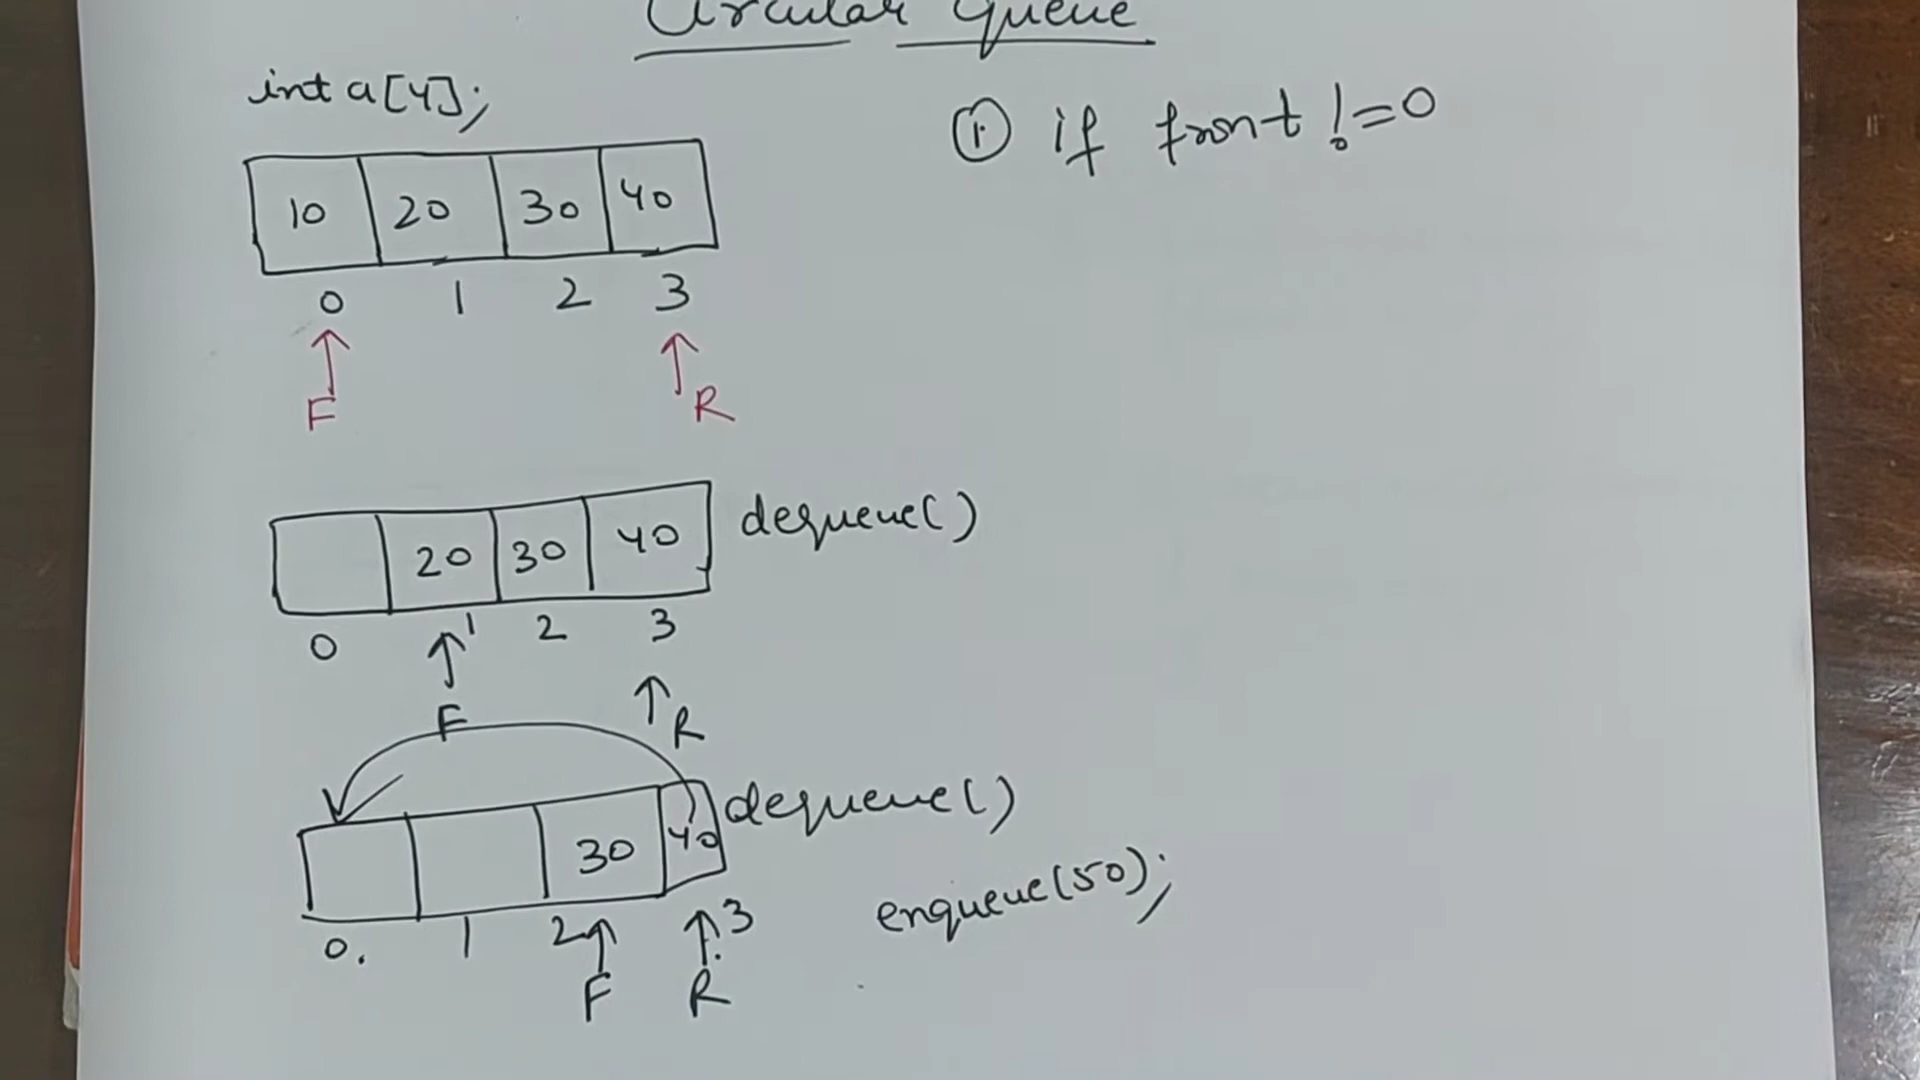 Circular Queue
int a[4];
① if front != 0
10 20 30 40
0 1 2 3
F R
20 30 40 dequeue()
0 1 2 3
F R
30 40 dequeue()
enqueue(50);
0. 1 2 3
F R